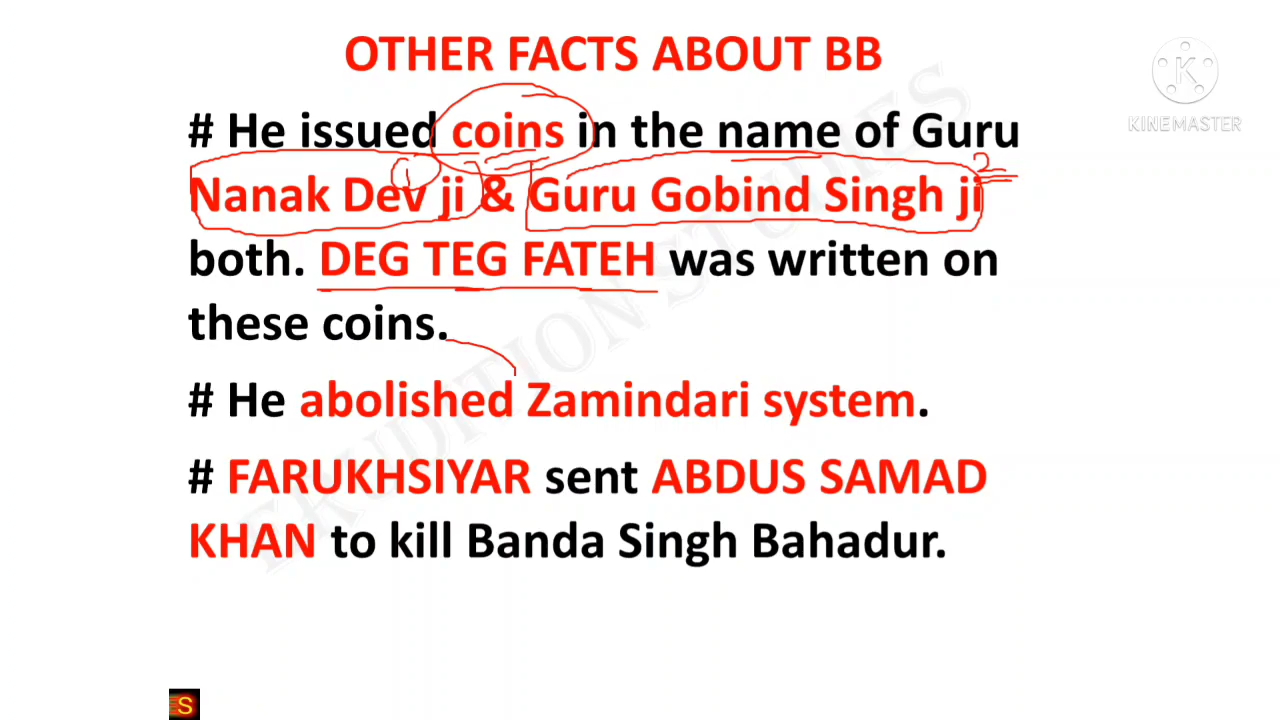 OTHER FACTS ABOUT BB
# He issued coins in the name of Guru
Nanak Dev ji & Guru Gobind Singh ji
both. DEG TEG FATEH was written on
these coins.
# He abolished Zamindari system.
# FARUKHSIYAR sent ABDUS SAMAD
KHAN to kill Banda Singh Bahadur.
K
KINEMASTER
ERUDITION STUDIES
S